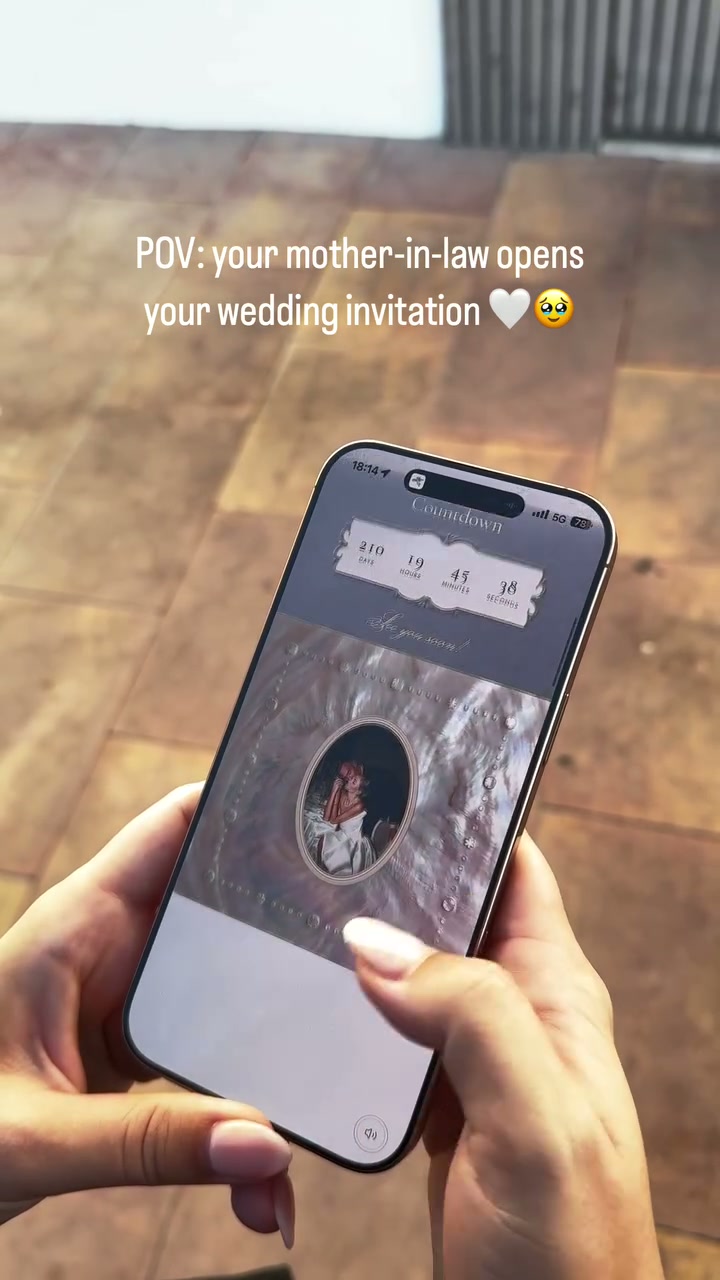 POV: your mother-in-law opens
your wedding invitation 🤍🥹
18:14
5G 78
Countdown
210 19 45 38
DAYS HOURS MINUTES SECONDS
See you soon!